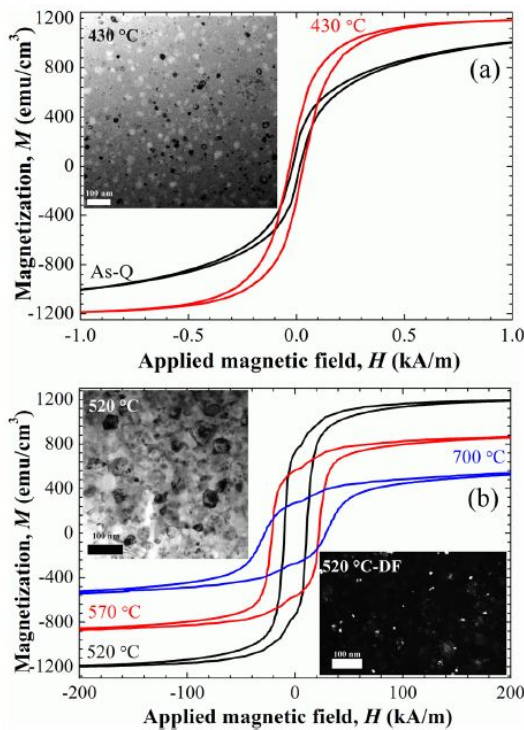 1200
800
400
0
-400
-800
-1200
Magnetization, M (emu/cm³)
430 °C
100 nm
430 °C
(a)
As-Q
-1.0
-0.5
0.0
0.5
1.0
Applied magnetic field, H (kA/m)
1200
800
400
0
-400
-800
-1200
Magnetization, M (emu/cm³)
520 °C
100 nm
700 °C
(b)
570 °C
520 °C
520 °C-DF
100 nm
-200
-100
0
100
200
Applied magnetic field, H (kA/m)